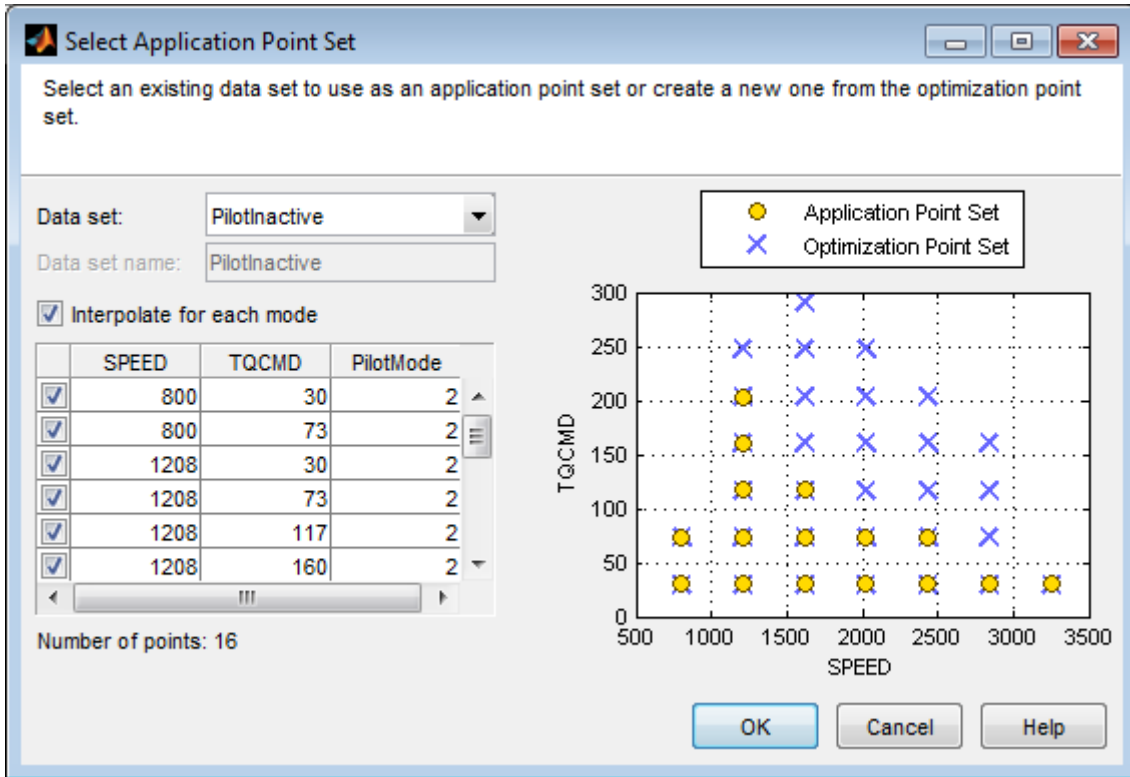 Select Application Point Set
Select an existing data set to use as an application point set or create a new one from the optimization point
set.
Data set: PilotInactive
Data set name: PilotInactive
Interpolate for each mode
SPEED TQCMD PilotMode
800 30 2
800 73 2
1208 30 2
1208 73 2
1208 117 2
1208 160 2
Number of points: 16
Application Point Set
Optimization Point Set
300
250
200
150
100
50
0
TQCMD
500 1000 1500 2000 2500 3000 3500
SPEED
OK Cancel Help